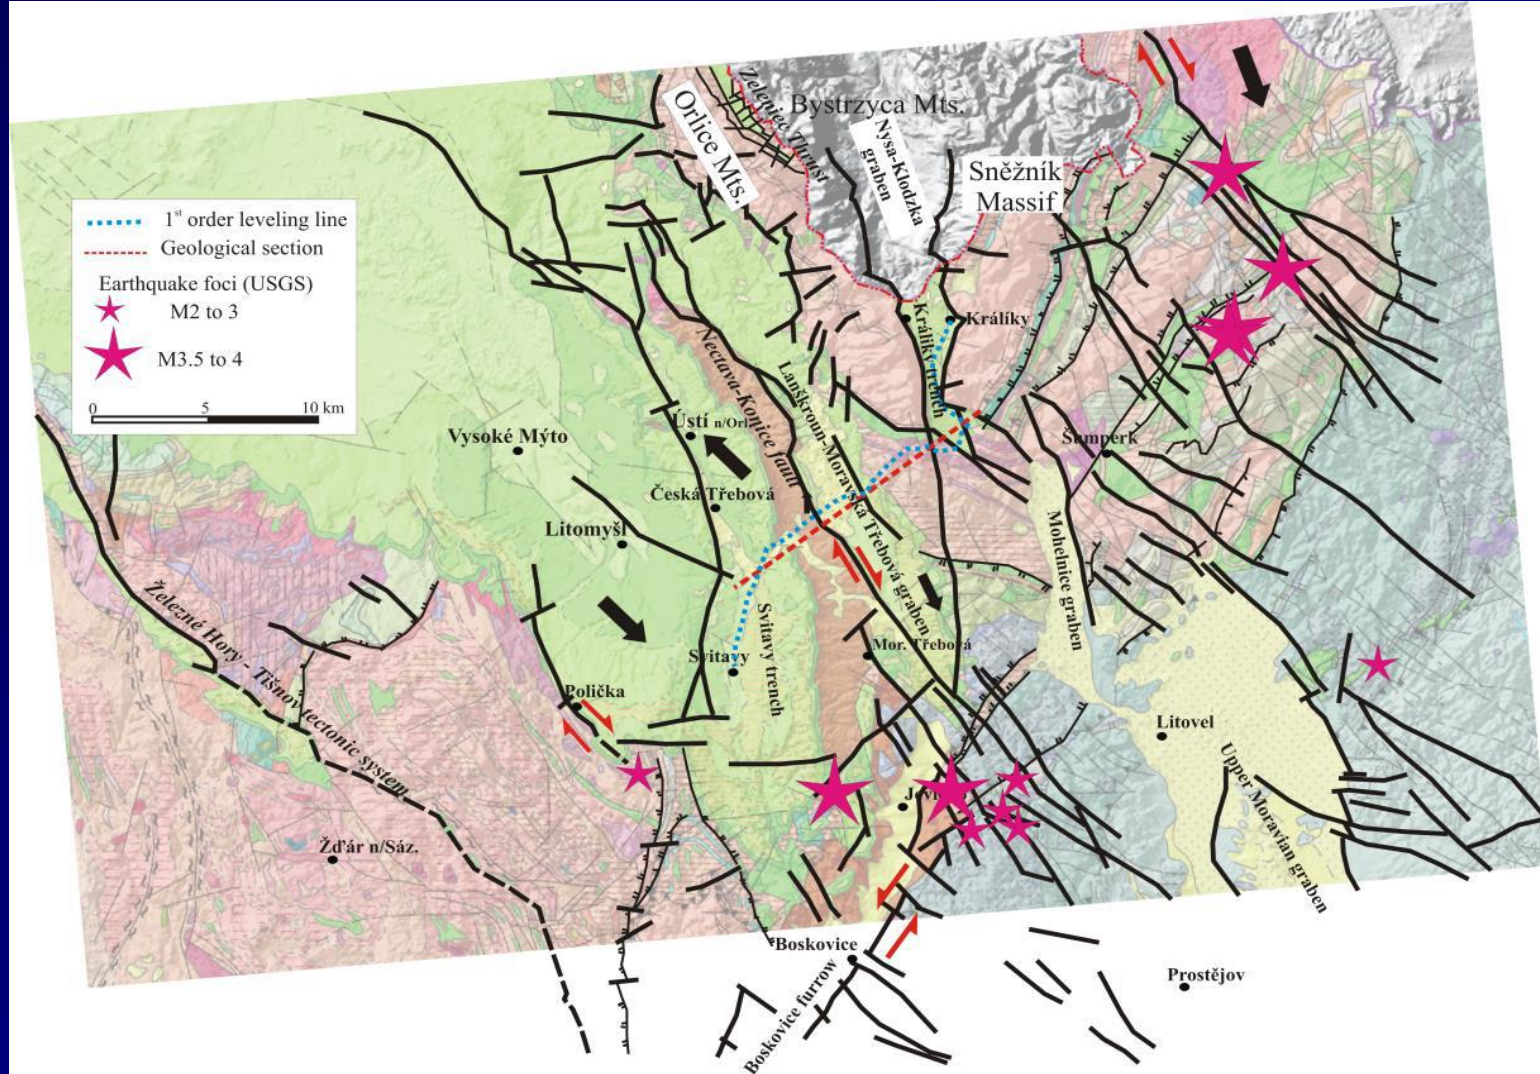 Orlice Mts.
Zeleniec Thrust
Bystrzyca Mts.
Nysa-Klodzka
graben
Sněžník
Massif
1st order leveling line
Geological section
Earthquake foci (USGS)
M2 to 3
M3.5 to 4
0 5 10 km
Králíky
Králíky trench
Nectava-Konice fault
Lanškroun-Moravská Třebová graben
Vysoké Mýto
Ústí n/Orl.
Šumperk
Česká Třebová
Litomyšl
Mohelnice graben
Železné Hory - Tišnov tectonic system
Svitavy trench
Svitavy
Mor. Třebová
Polička
Litovel
Upper Moravian graben
Žďár n/Sáz.
Boskovice
Boskovice furrow
Prostějov